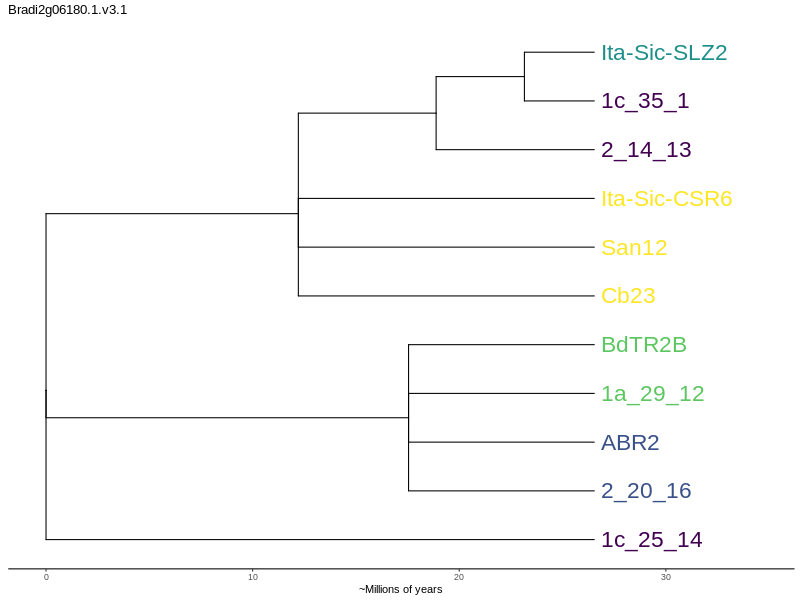 Bradi2g06180.1.v3.1
Ita-Sic-SLZ2
1c_35_1
2_14_13
Ita-Sic-CSR6
San12
Cb23
BdTR2B
1a_29_12
ABR2
2_20_16
1c_25_14
0 10 20 30
~Millions of years